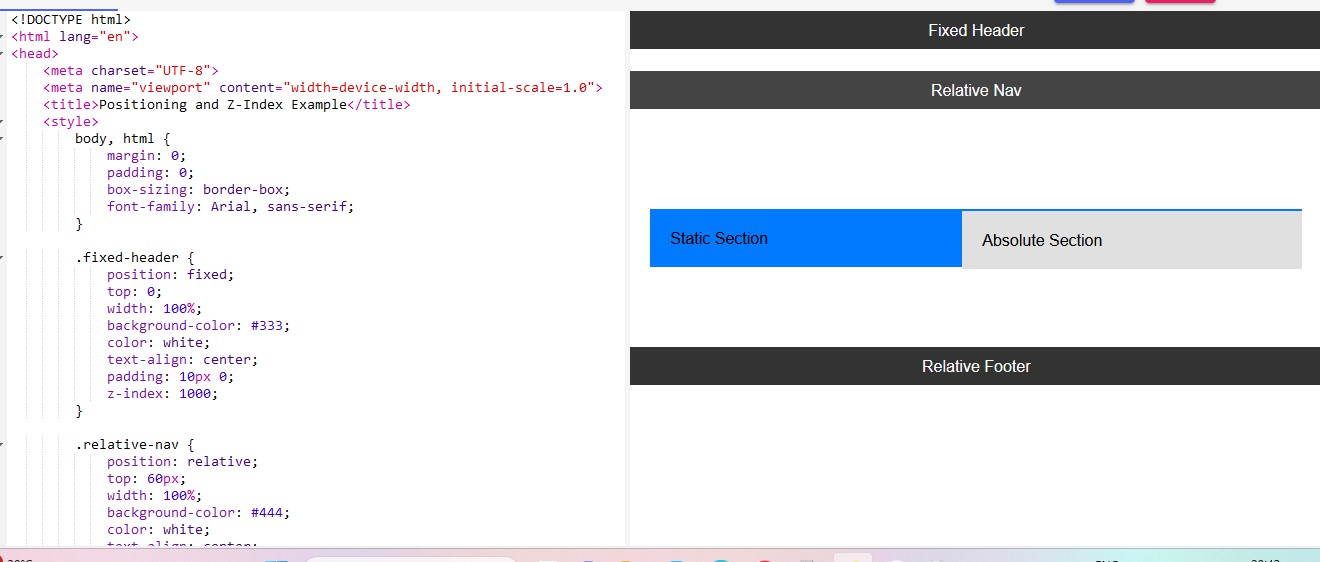 <!DOCTYPE html>
<html lang="en">
<head>
<meta charset="UTF-8">
<meta name="viewport" content="width=device-width, initial-scale=1.0">
<title>Positioning and Z-Index Example</title>
<style>
body, html {
margin: 0;
padding: 0;
box-sizing: border-box;
font-family: Arial, sans-serif;
}
.fixed-header {
position: fixed;
top: 0;
width: 100%;
background-color: #333;
color: white;
text-align: center;
padding: 10px 0;
z-index: 1000;
}
.relative-nav {
position: relative;
top: 60px;
width: 100%;
background-color: #444;
color: white;
text-align: center;
Fixed Header
Relative Nav
Static Section
Absolute Section
Relative Footer